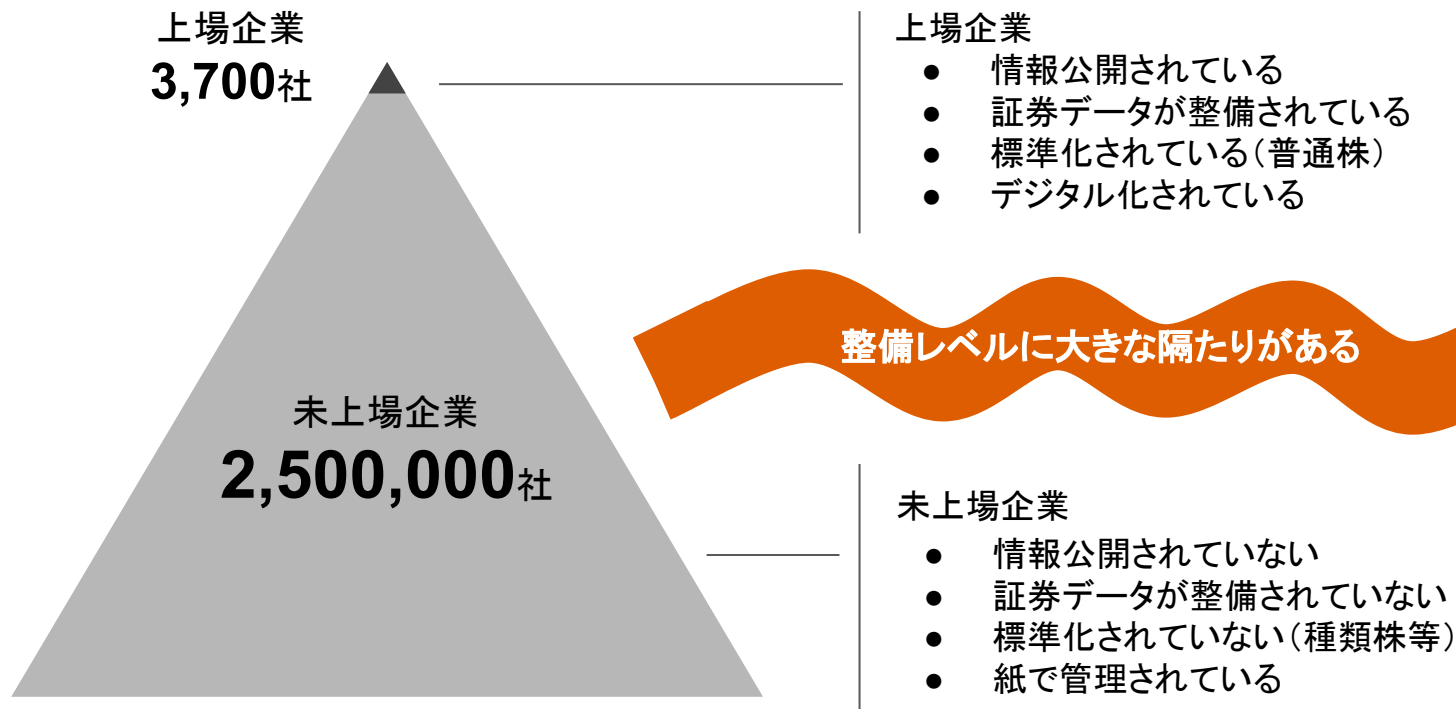 上場企業
3,700社
未上場企業
2,500,000社
上場企業
● 情報公開されている
● 証券データが整備されている
● 標準化されている(普通株)
● デジタル化されている
整備レベルに大きな隔たりがある
未上場企業
● 情報公開されていない
● 証券データが整備されていない
● 標準化されていない(種類株等)
● 紙で管理されている